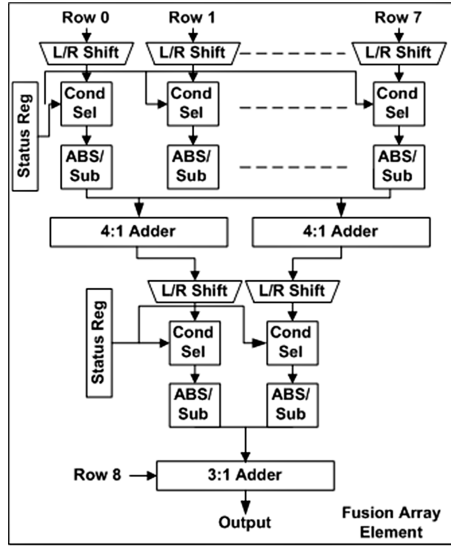 Row 0 Row 1 Row 7
L/R Shift L/R Shift L/R Shift
Status Reg
Cond Sel
Cond Sel
Cond Sel
ABS/ Sub
ABS/ Sub
ABS/ Sub
4:1 Adder 4:1 Adder
L/R Shift L/R Shift
Status Reg
Cond Sel
Cond Sel
ABS/ Sub
ABS/ Sub
Row 8 3:1 Adder
Output
Fusion Array
Element